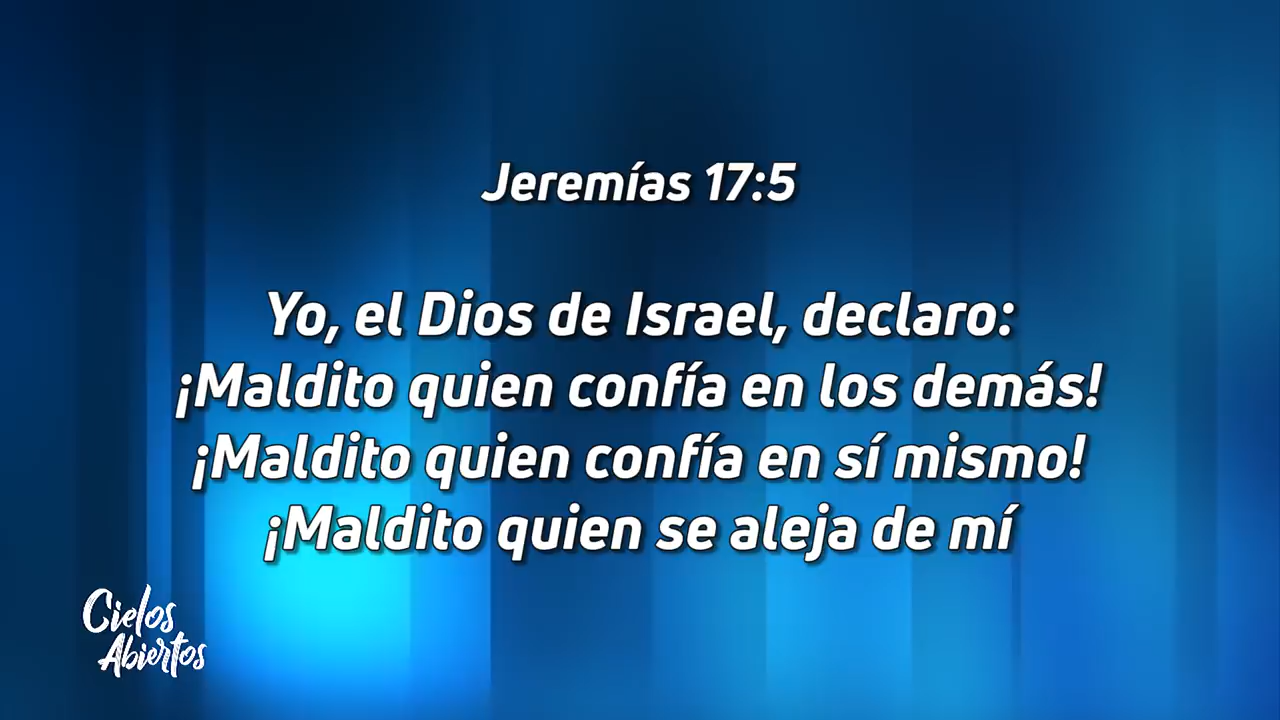 Jeremías 17:5
Yo, el Dios de Israel, declaro:
¡Maldito quien confía en los demás!
¡Maldito quien confía en sí mismo!
¡Maldito quien se aleja de mí
Cielos
Abiertos